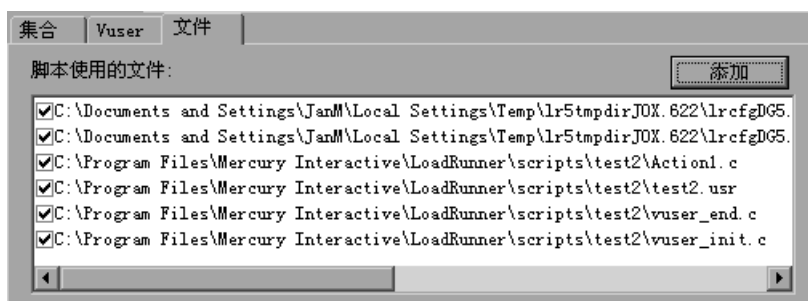 集合 Vuser 文件
脚本使用的文件: 添加
C:\Documents and Settings\JanM\Local Settings\Temp\lr5tmpdirJOX.622\lrcfgDG5.
C:\Documents and Settings\JanM\Local Settings\Temp\lr5tmpdirJOX.622\lrcfgDG5.
C:\Program Files\Mercury Interactive\LoadRunner\scripts\test2\Action1.c
C:\Program Files\Mercury Interactive\LoadRunner\scripts\test2\test2.usr
C:\Program Files\Mercury Interactive\LoadRunner\scripts\test2\vuser_end.c
C:\Program Files\Mercury Interactive\LoadRunner\scripts\test2\vuser_init.c